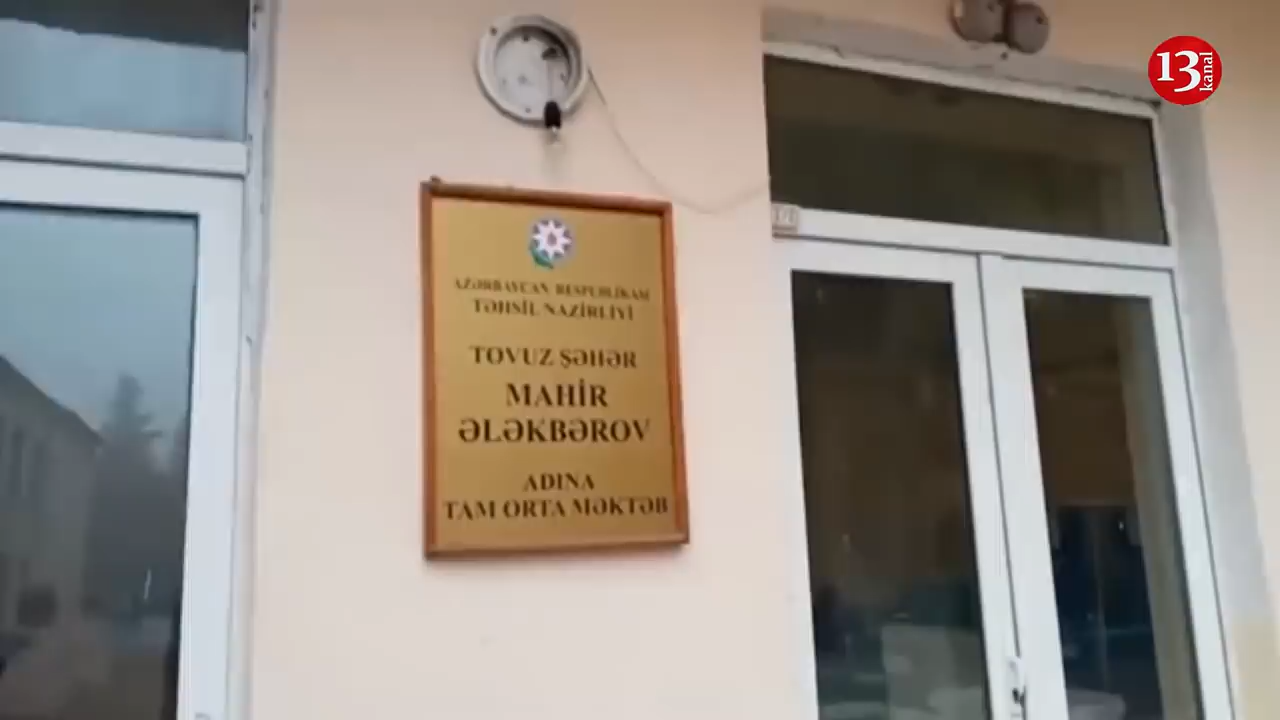 13 kanal
AZƏRBAYCAN RESPUBLİKASI
TƏHSİL NAZİRLİYİ
TOVUZ ŞƏHƏR
MAHİR
ƏLƏKBƏROV
ADINA
TAM ORTA MƏKTƏB